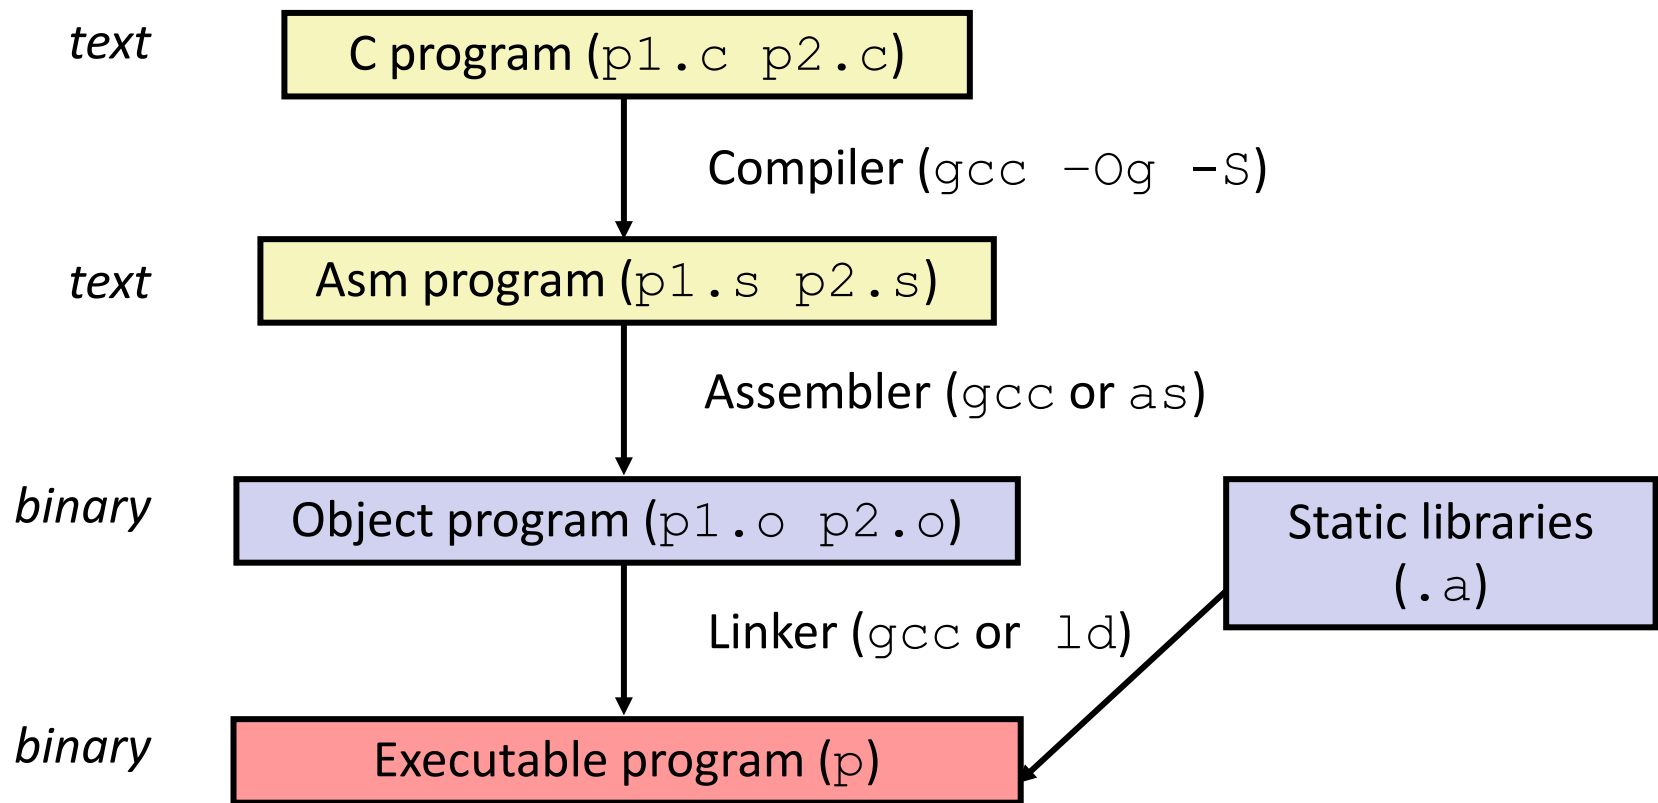 text
C program (p1.c p2.c)
Compiler (gcc –Og -S)
text
Asm program (p1.s p2.s)
Assembler (gcc or as)
binary
Object program (p1.o p2.o)
Static libraries
(.a)
Linker (gcc or ld)
binary
Executable program (p)